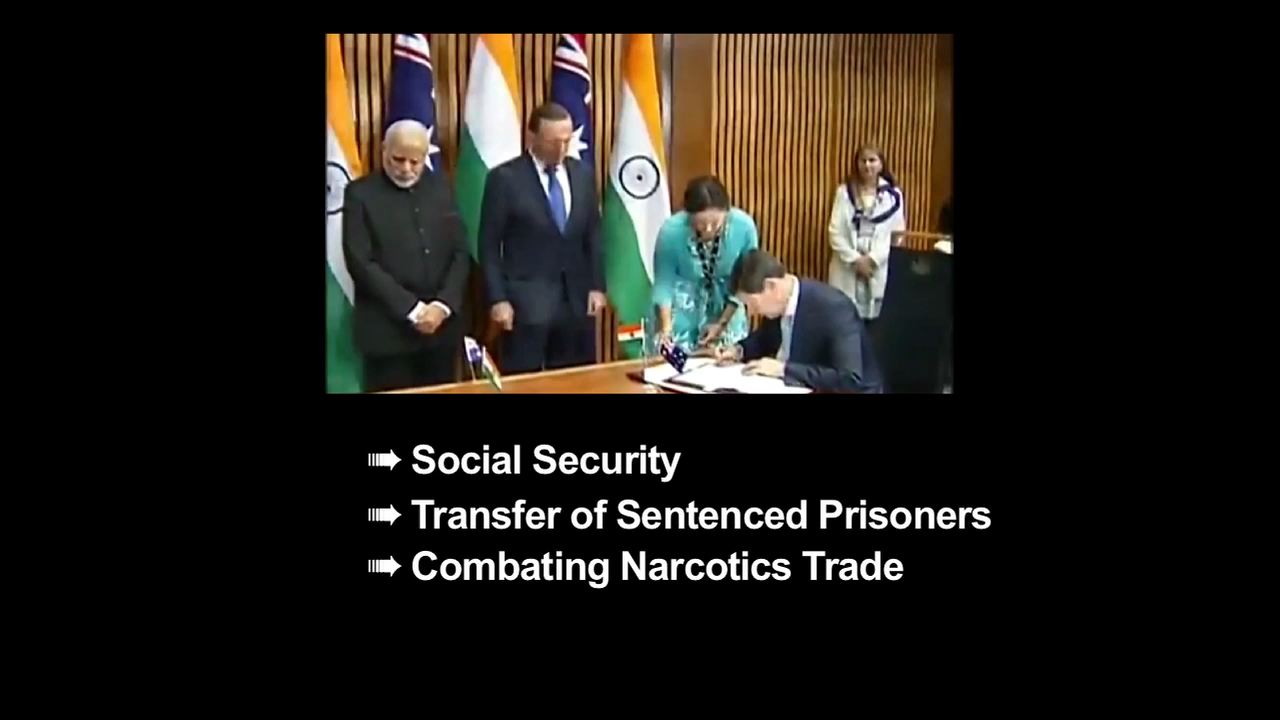 ➠ Social Security
➠ Transfer of Sentenced Prisoners
➠ Combating Narcotics Trade